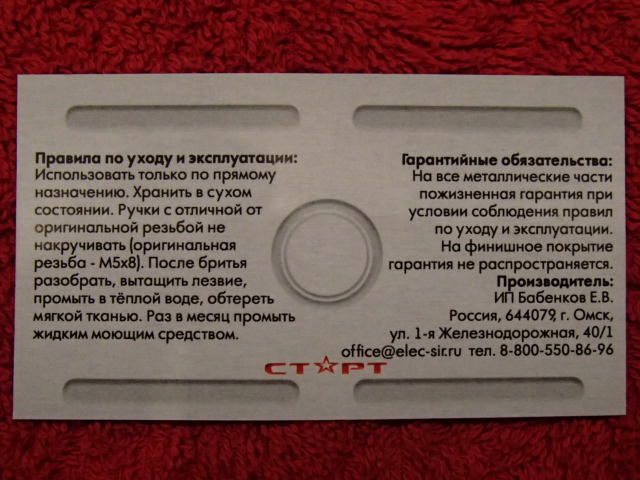 Правила по уходу и эксплуатации:
Использовать только по прямому
назначению. Хранить в сухом
состоянии. Ручки с отличной от
оригинальной резьбой не
накручивать (оригинальная
резьба - М5х8). После бритья
разобрать, вытащить лезвие,
промыть в тёплой воде, обтереть
мягкой тканью. Раз в месяц промыть
жидким моющим средством.
Гарантийные обязательства:
На все металлические части
пожизненная гарантия при
условии соблюдения правил
по уходу и эксплуатации.
На финишное покрытие
гарантия не распространяется.
Производитель:
ИП Бабенков Е.В.
Россия, 644079, г. Омск,
ул. 1-я Железнодорожная, 40/1
office@elec-sir.ru тел. 8-800-550-86-96
СТАРТ